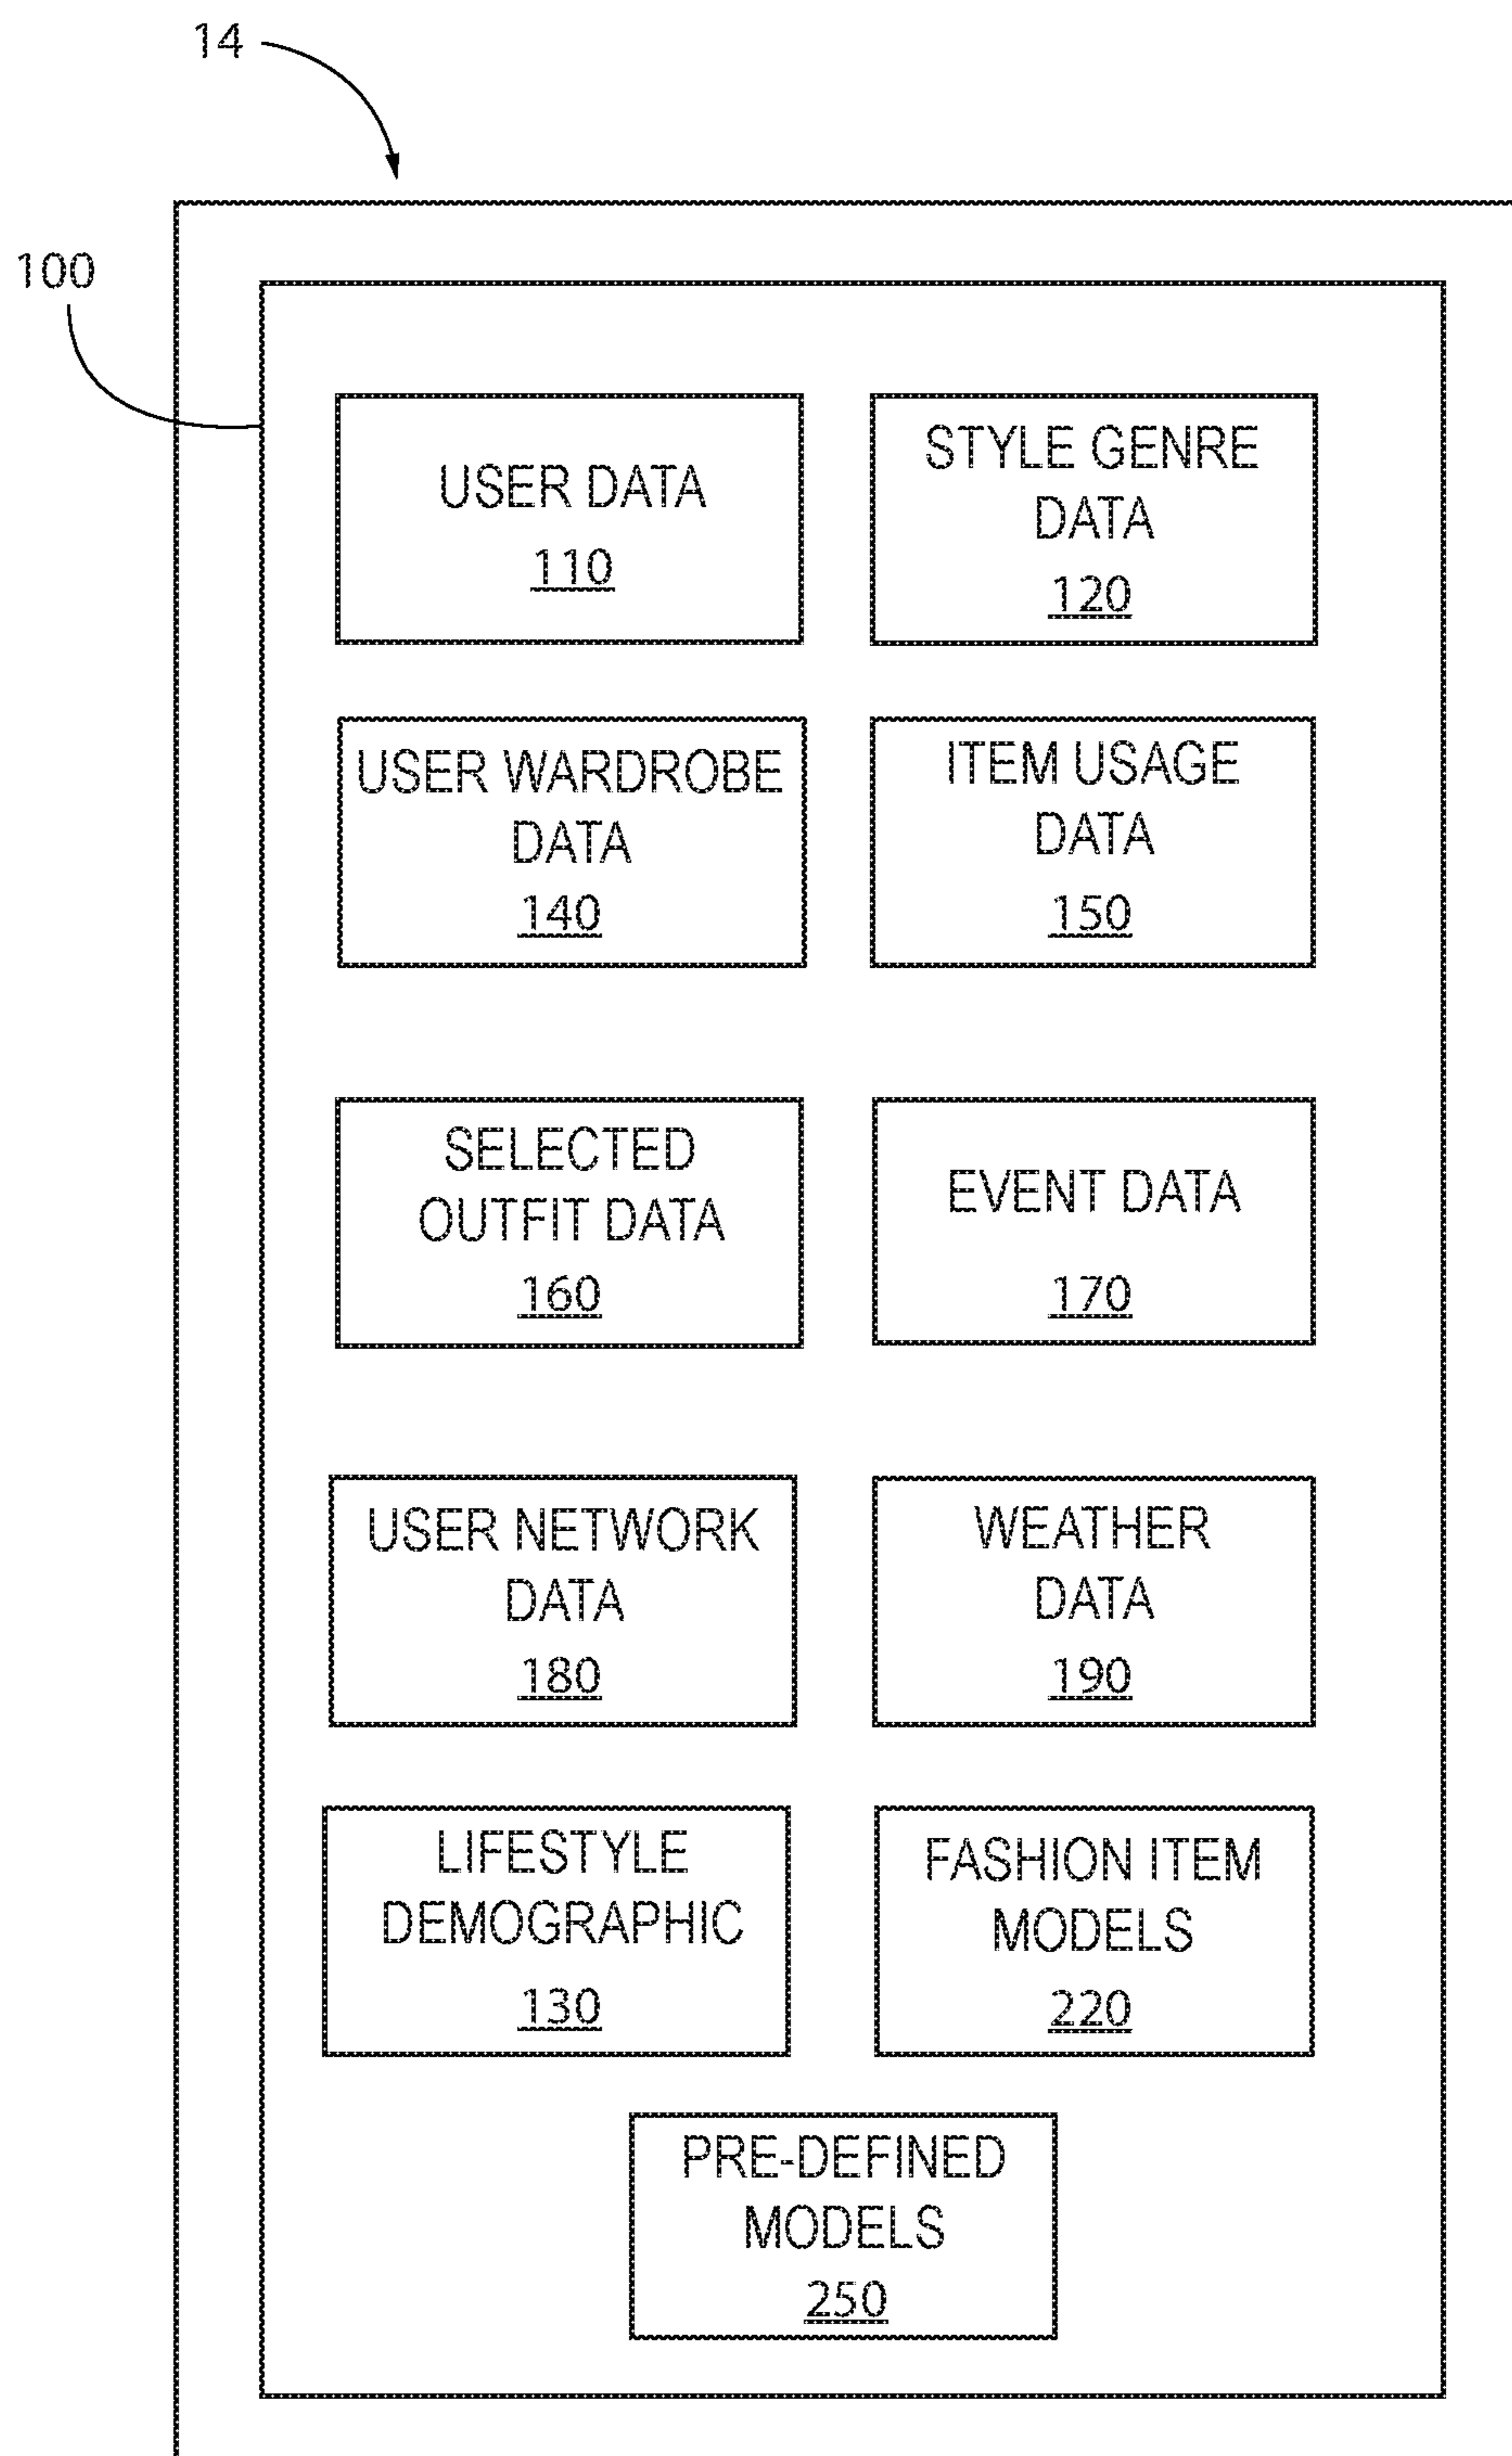 14
100
USER DATA
110
STYLE GENRE
DATA
120
USER WARDROBE
DATA
140
ITEM USAGE
DATA
150
SELECTED
OUTFIT DATA
160
EVENT DATA
170
USER NETWORK
DATA
180
WEATHER
DATA
190
LIFESTYLE
DEMOGRAPHIC
130
FASHION ITEM
MODELS
220
PRE-DEFINED
MODELS
250